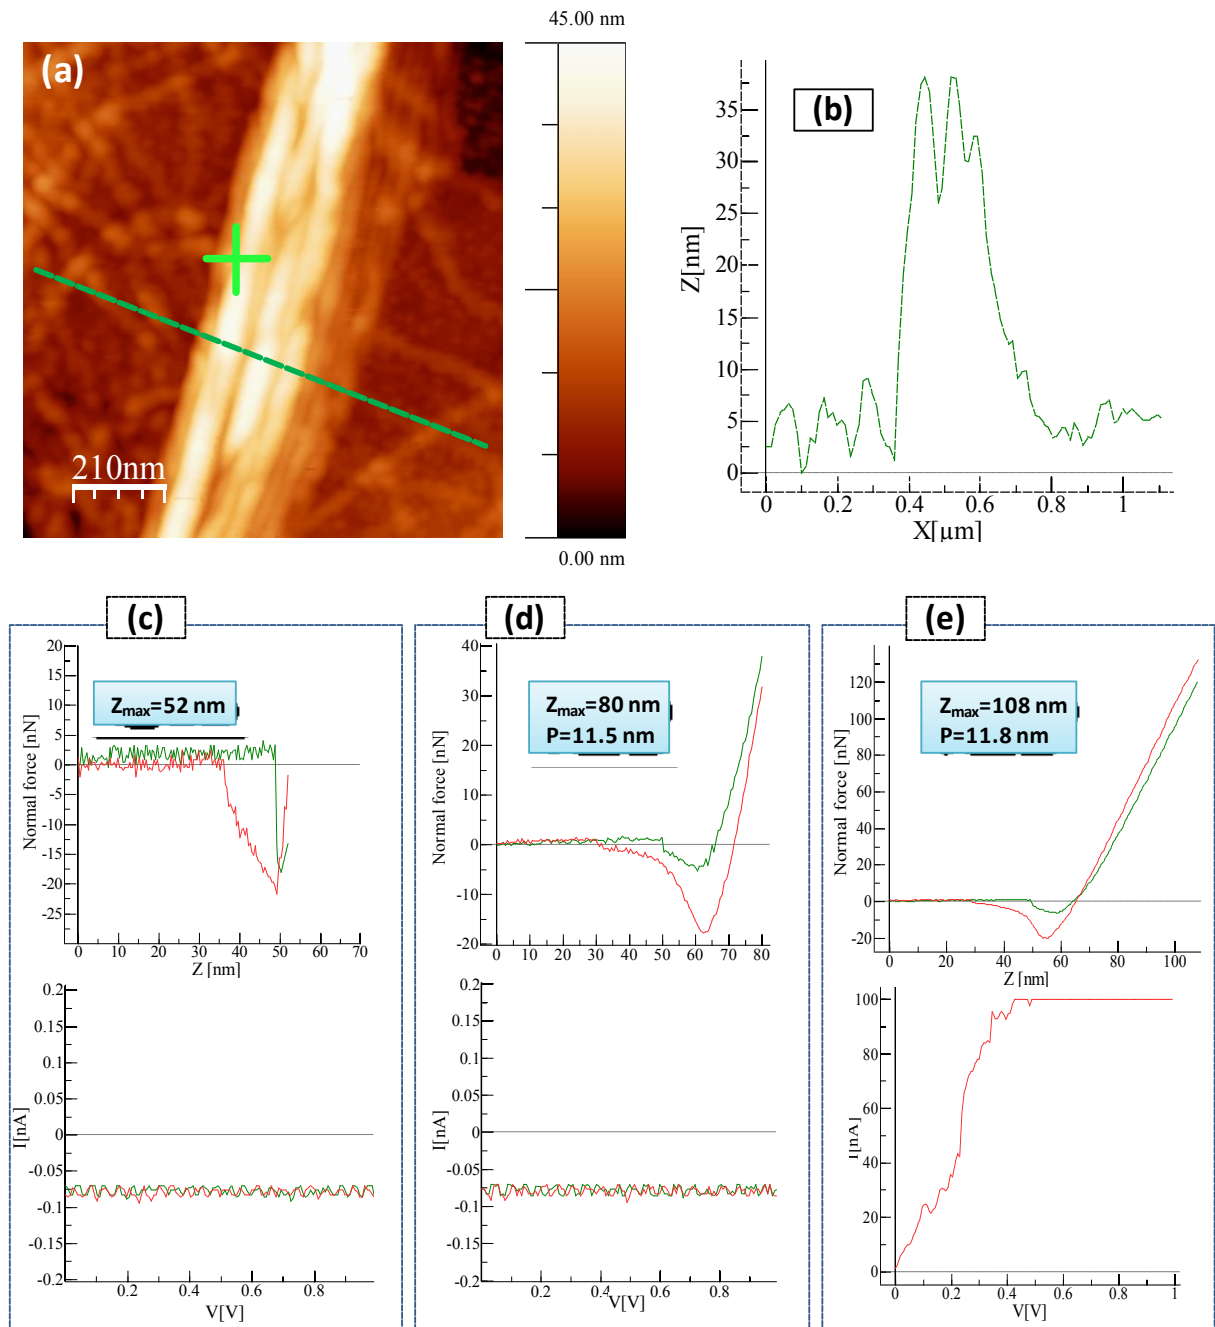 45.00 nm
(a)
210nm
0.00 nm
(b)
Z[nm]
35
30
25
20
15
10
5
0
0 0.2 0.4 0.6 0.8 1
X[µm]
(c)
Zmax=52 nm
Normal force [nN]
20
15
10
5
0
-5
-10
-15
-20
-25
0 10 20 30 40 50 60 70
Z [nm]
I[nA]
0.2
0.15
0.1
0.05
0
-0.05
-0.1
-0.15
-0.2
0.2 0.4 0.6 0.8
V[V]
(d)
Zmax=80 nm
P=11.5 nm
Normal force [nN]
40
30
20
10
0
-10
-20
0 10 20 30 40 50 60 70 80
I[nA]
0.2
0.15
0.1
0.05
0
-0.05
-0.1
-0.15
-0.2
0.2 0.4 0.6 0.8
V[V]
(e)
Zmax=108 nm
P=11.8 nm
Normal force [nN]
120
100
80
60
40
20
0
-20
0 20 40 60 80 100
Z [nm]
I[nA]
100
80
60
40
20
0
0 0.2 0.4 0.6 0.8 1
V[V]